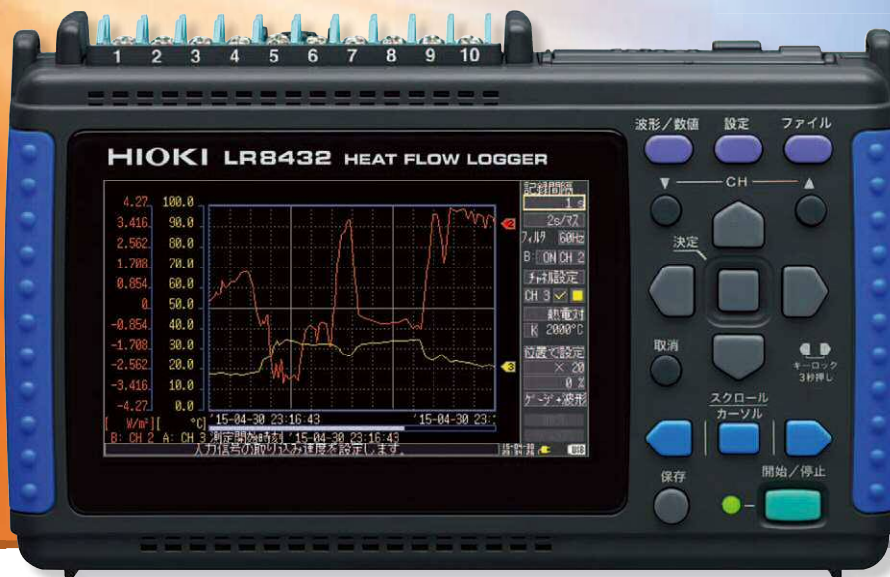 1 2 3 4 5 6 7 8 9 10
波形/数値 設定 ファイル
HIOKI LR8432 HEAT FLOW LOGGER
▼ CH ▲
決定
取消
キーロック
3秒押し
スクロール
カーソル
保存
開始/停止
記録間隔
1 s
2s/マス
フィルタ 60Hz
B: ON CH 2
チャネル設定
CH 3
熱電対
K 2000°C
位置で設定
× 20
0 %
ゲージ+波形
4.27 100.0
3.416 90.0
2.562 80.0
1.708 70.0
0.854 60.0
0 50.0
-0.854 40.0
-1.708 30.0
-2.562 20.0
-3.416 10.0
-4.27 0.0
[ W/m²][ °C]
'15-04-30 23:16:43 '15-04-30 23:
B: CH 2 A: CH 3 測定開始時刻 '15-04-30 23:16:43
入力信号の取り込み速度を設定します。
USB
2
3